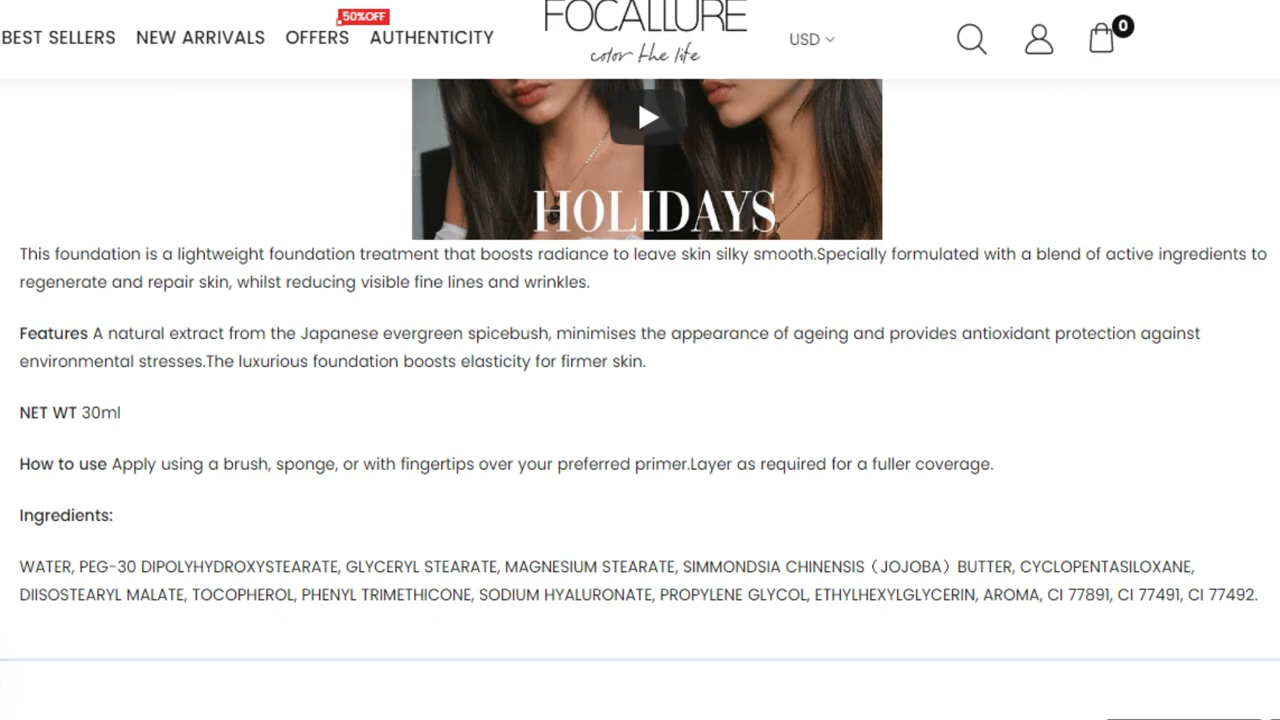 BEST SELLERS NEW ARRIVALS OFFERS 50%OFF AUTHENTICITY
FOCALLURE
color the life
USD
0
HOLIDAYS
This foundation is a lightweight foundation treatment that boosts radiance to leave skin silky smooth.Specially formulated with a blend of active ingredients to
regenerate and repair skin, whilst reducing visible fine lines and wrinkles.
Features A natural extract from the Japanese evergreen spicebush, minimises the appearance of ageing and provides antioxidant protection against
environmental stresses.The luxurious foundation boosts elasticity for firmer skin.
NET WT 30ml
How to use Apply using a brush, sponge, or with fingertips over your preferred primer.Layer as required for a fuller coverage.
Ingredients:
WATER, PEG-30 DIPOLYHYDROXYSTEARATE, GLYCERYL STEARATE, MAGNESIUM STEARATE, SIMMONDSIA CHINENSIS（JOJOBA）BUTTER, CYCLOPENTASILOXANE,
DIISOSTEARYL MALATE, TOCOPHEROL, PHENYL TRIMETHICONE, SODIUM HYALURONATE, PROPYLENE GLYCOL, ETHYLHEXYLGLYCERIN, AROMA, CI 77891, CI 77491, CI 77492.